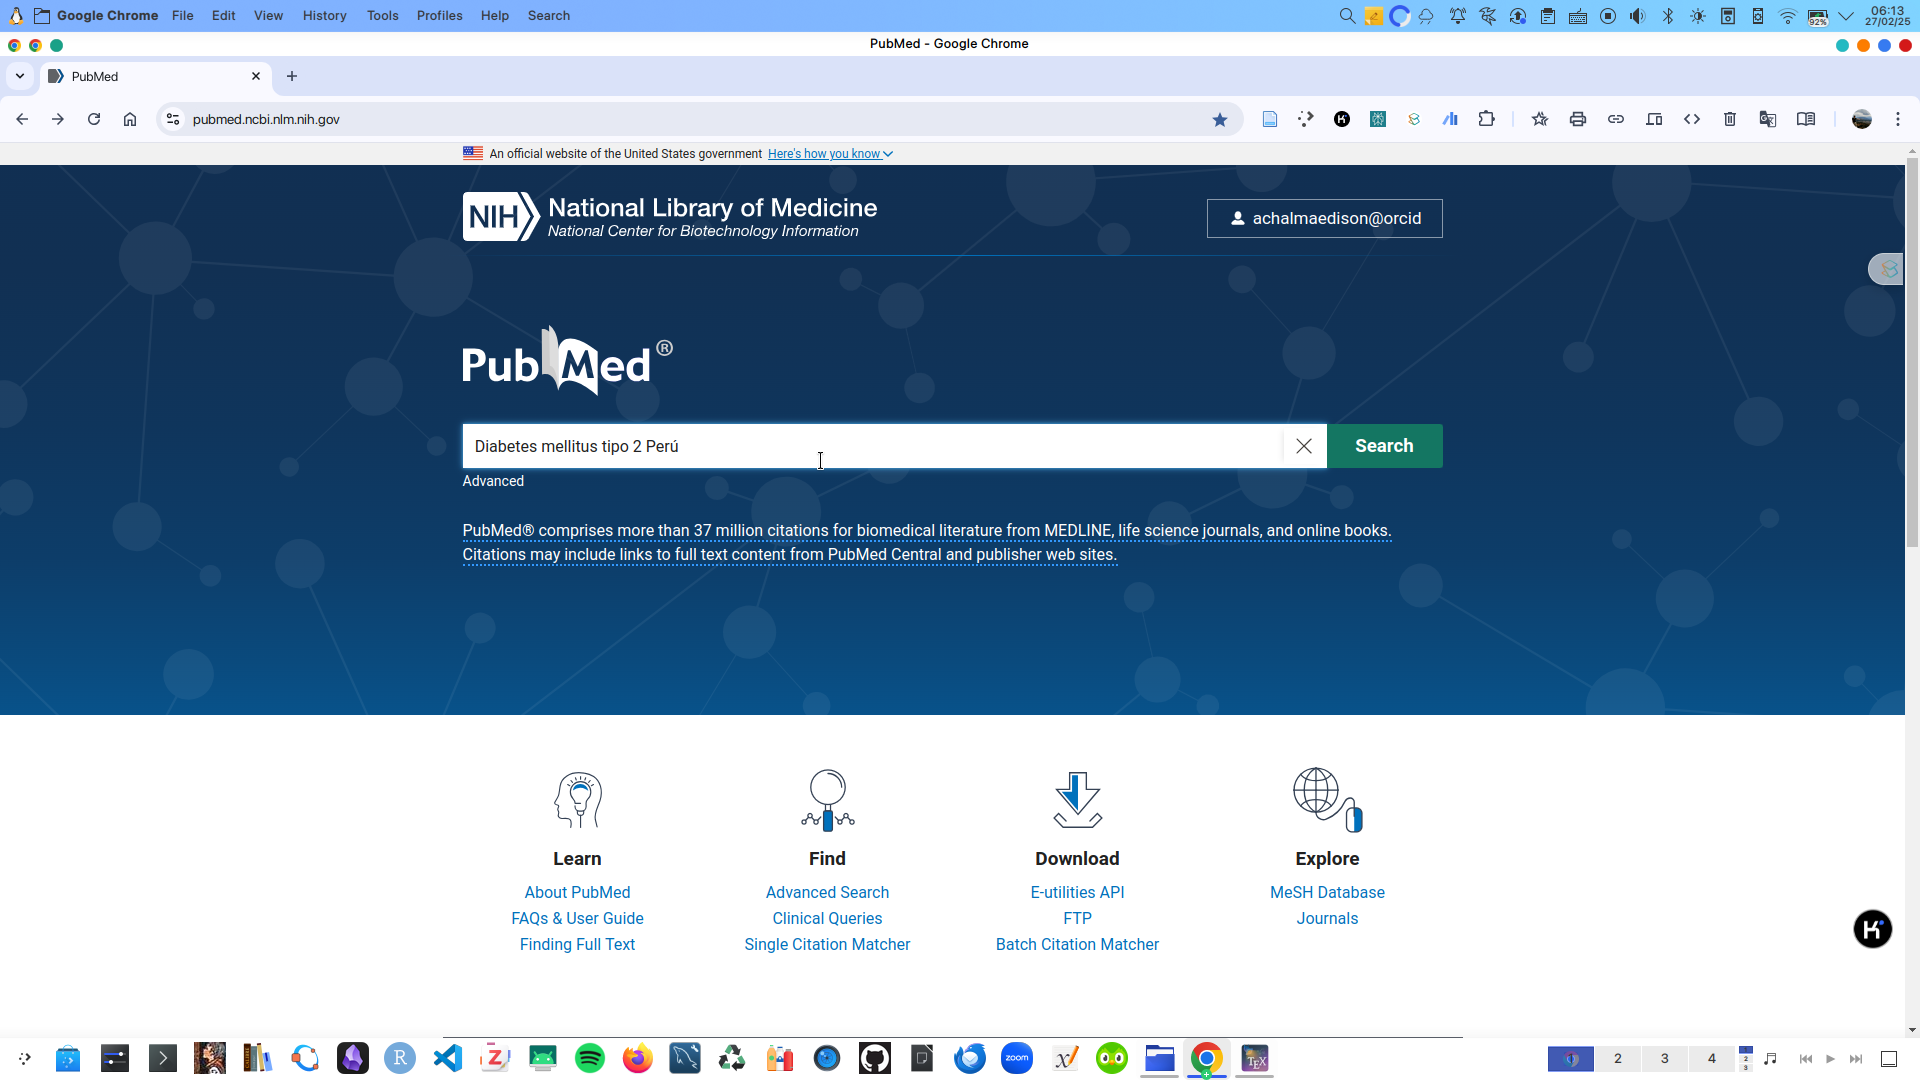 Google Chrome File Edit View History Tools Profiles Help Search
92%
06:13
27/02/25
PubMed - Google Chrome
PubMed
pubmed.ncbi.nlm.nih.gov
An official website of the United States government Here's how you know
NIH National Library of Medicine
National Center for Biotechnology Information
achalmaedison@orcid
PubMed®
Diabetes mellitus tipo 2 Perú
Search
Advanced
PubMed® comprises more than 37 million citations for biomedical literature from MEDLINE, life science journals, and online books.
Citations may include links to full text content from PubMed Central and publisher web sites.
Learn
About PubMed
FAQs & User Guide
Finding Full Text
Find
Advanced Search
Clinical Queries
Single Citation Matcher
Download
E-utilities API
FTP
Batch Citation Matcher
Explore
MeSH Database
Journals
K
R
Z
zoom
X
TEX
2 3 4